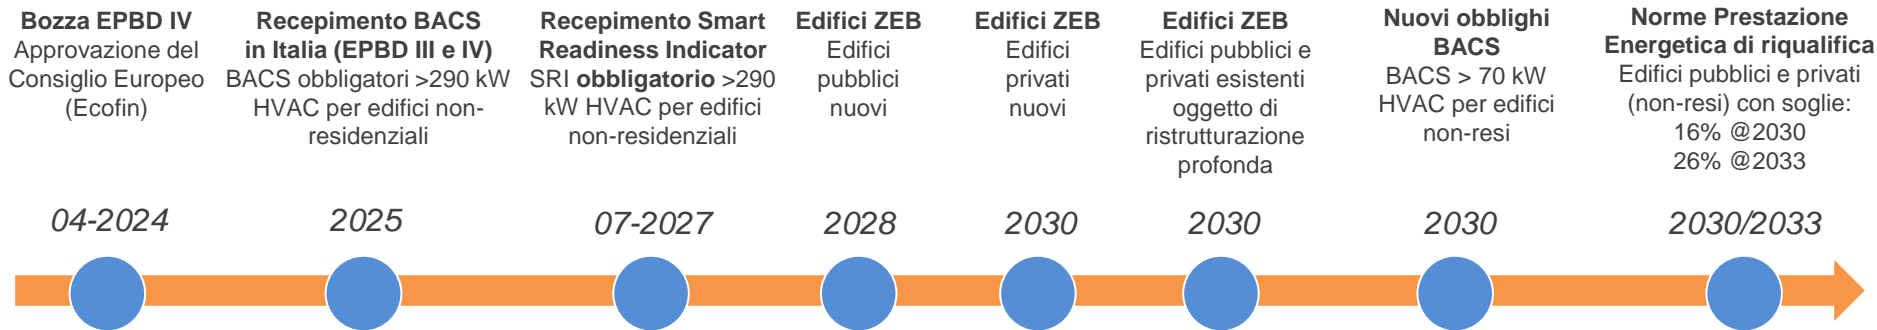 Bozza EPBD IV
Approvazione del
Consiglio Europeo
(Ecofin)
04-2024
Recepimento BACS
in Italia (EPBD III e IV)
BACS obbligatori >290 kW
HVAC per edifici non-
residenziali
2025
Recepimento Smart
Readiness Indicator
SRI obbligatorio >290
kW HVAC per edifici
non-residenziali
07-2027
Edifici ZEB
Edifici
pubblici
nuovi
2028
Edifici ZEB
Edifici
privati
nuovi
2030
Edifici ZEB
Edifici pubblici e
privati esistenti
oggetto di
ristrutturazione
profonda
2030
Nuovi obblighi
BACS
BACS > 70 kW
HVAC per edifici
non-resi
2030
Norme Prestazione
Energetica di riqualifica
Edifici pubblici e privati
(non-resi) con soglie:
16% @2030
26% @2033
2030/2033